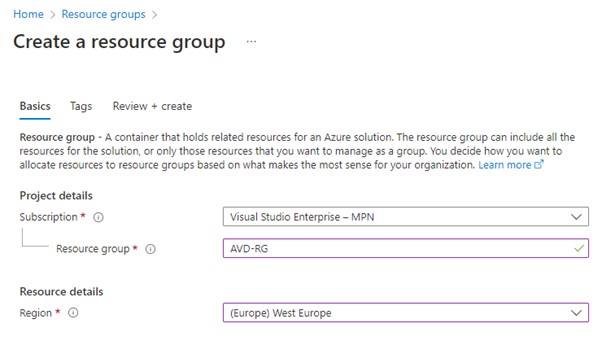 Home > Resource groups >
Create a resource group ...
Basics Tags Review + create
Resource group - A container that holds related resources for an Azure solution. The resource group can include all the
resources for the solution, or only those resources that you want to manage as a group. You decide how you want to
allocate resources to resource groups based on what makes the most sense for your organization. Learn more
Project details
Subscription * Visual Studio Enterprise – MPN
Resource group * AVD-RG
Resource details
Region * (Europe) West Europe